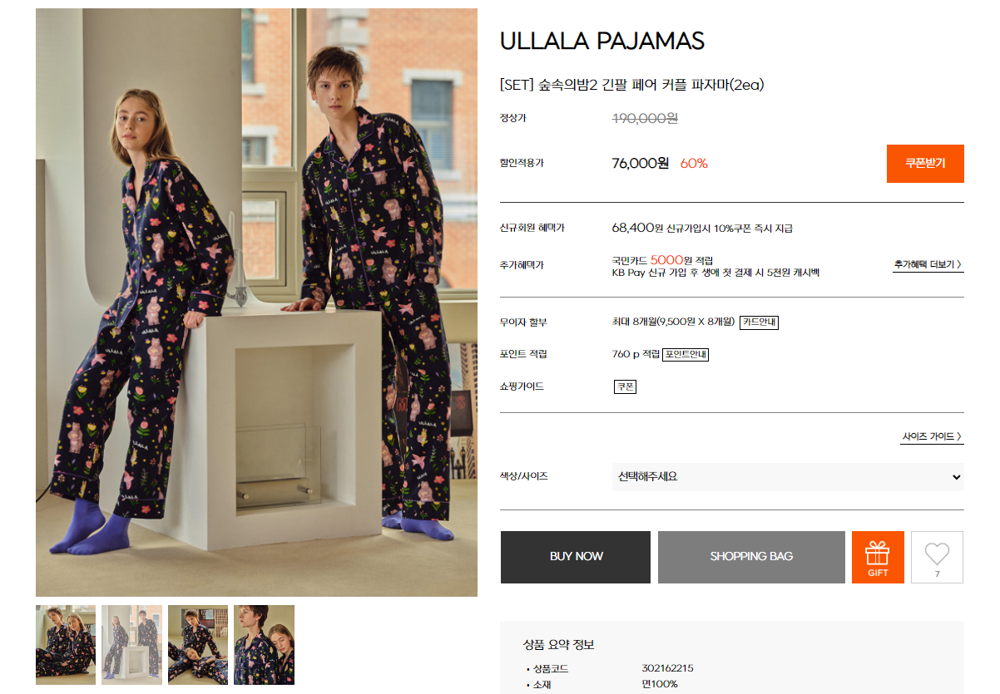 ULLALA PAJAMAS
[SET] 숲속의밤2 긴팔 페어 커플 파자마(2ea)
정상가 190,000원
할인적용가 76,000원 60% 쿠폰받기
신규회원 혜택가 68,400원 신규가입시 10%쿠폰 즉시 지급
추가혜택가 국민카드 5000원 적립
KB Pay 신규 가입 후 생애 첫 결제 시 5천원 캐시백
추가혜택 더보기 〉
무이자 할부 최대 8개월(9,500원 X 8개월) 카드안내
포인트 적립 760 p 적립 포인트안내
쇼핑가이드 쿠폰
사이즈 가이드 〉
색상/사이즈 선택해주세요
BUY NOW SHOPPING BAG GIFT 7
상품 요약 정보
• 상품코드 302162215
• 소재 면100%